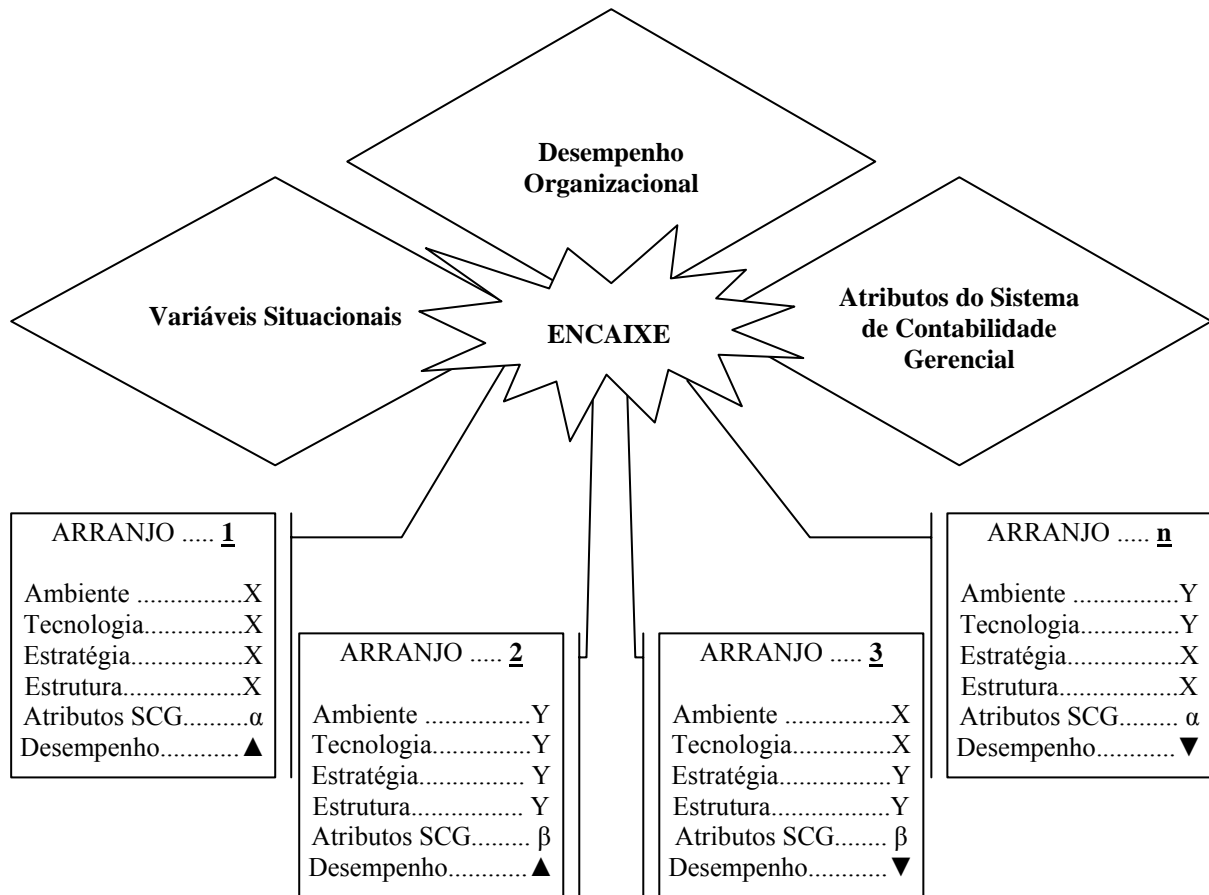 Desempenho
Organizacional
Variáveis Situacionais
ENCAIXE
Atributos do Sistema
de Contabilidade
Gerencial
ARRANJO ..... 1
Ambiente ...............X
Tecnologia................X
Estratégia.................X
Estrutura..................X
Atributos SCG..........α
Desempenho............▲
ARRANJO ..... 2
Ambiente ............... Y
Tecnologia................Y
Estratégia................. Y
Estrutura.................. Y
Atributos SCG......... β
Desempenho............▲
ARRANJO ..... 3
Ambiente ...............X
Tecnologia................X
Estratégia.................Y
Estrutura..................Y
Atributos SCG......... β
Desempenho............▼
ARRANJO ..... n
Ambiente ................Y
Tecnologia................Y
Estratégia.................X
Estrutura..................X
Atributos SCG......... α
Desempenho.............▼